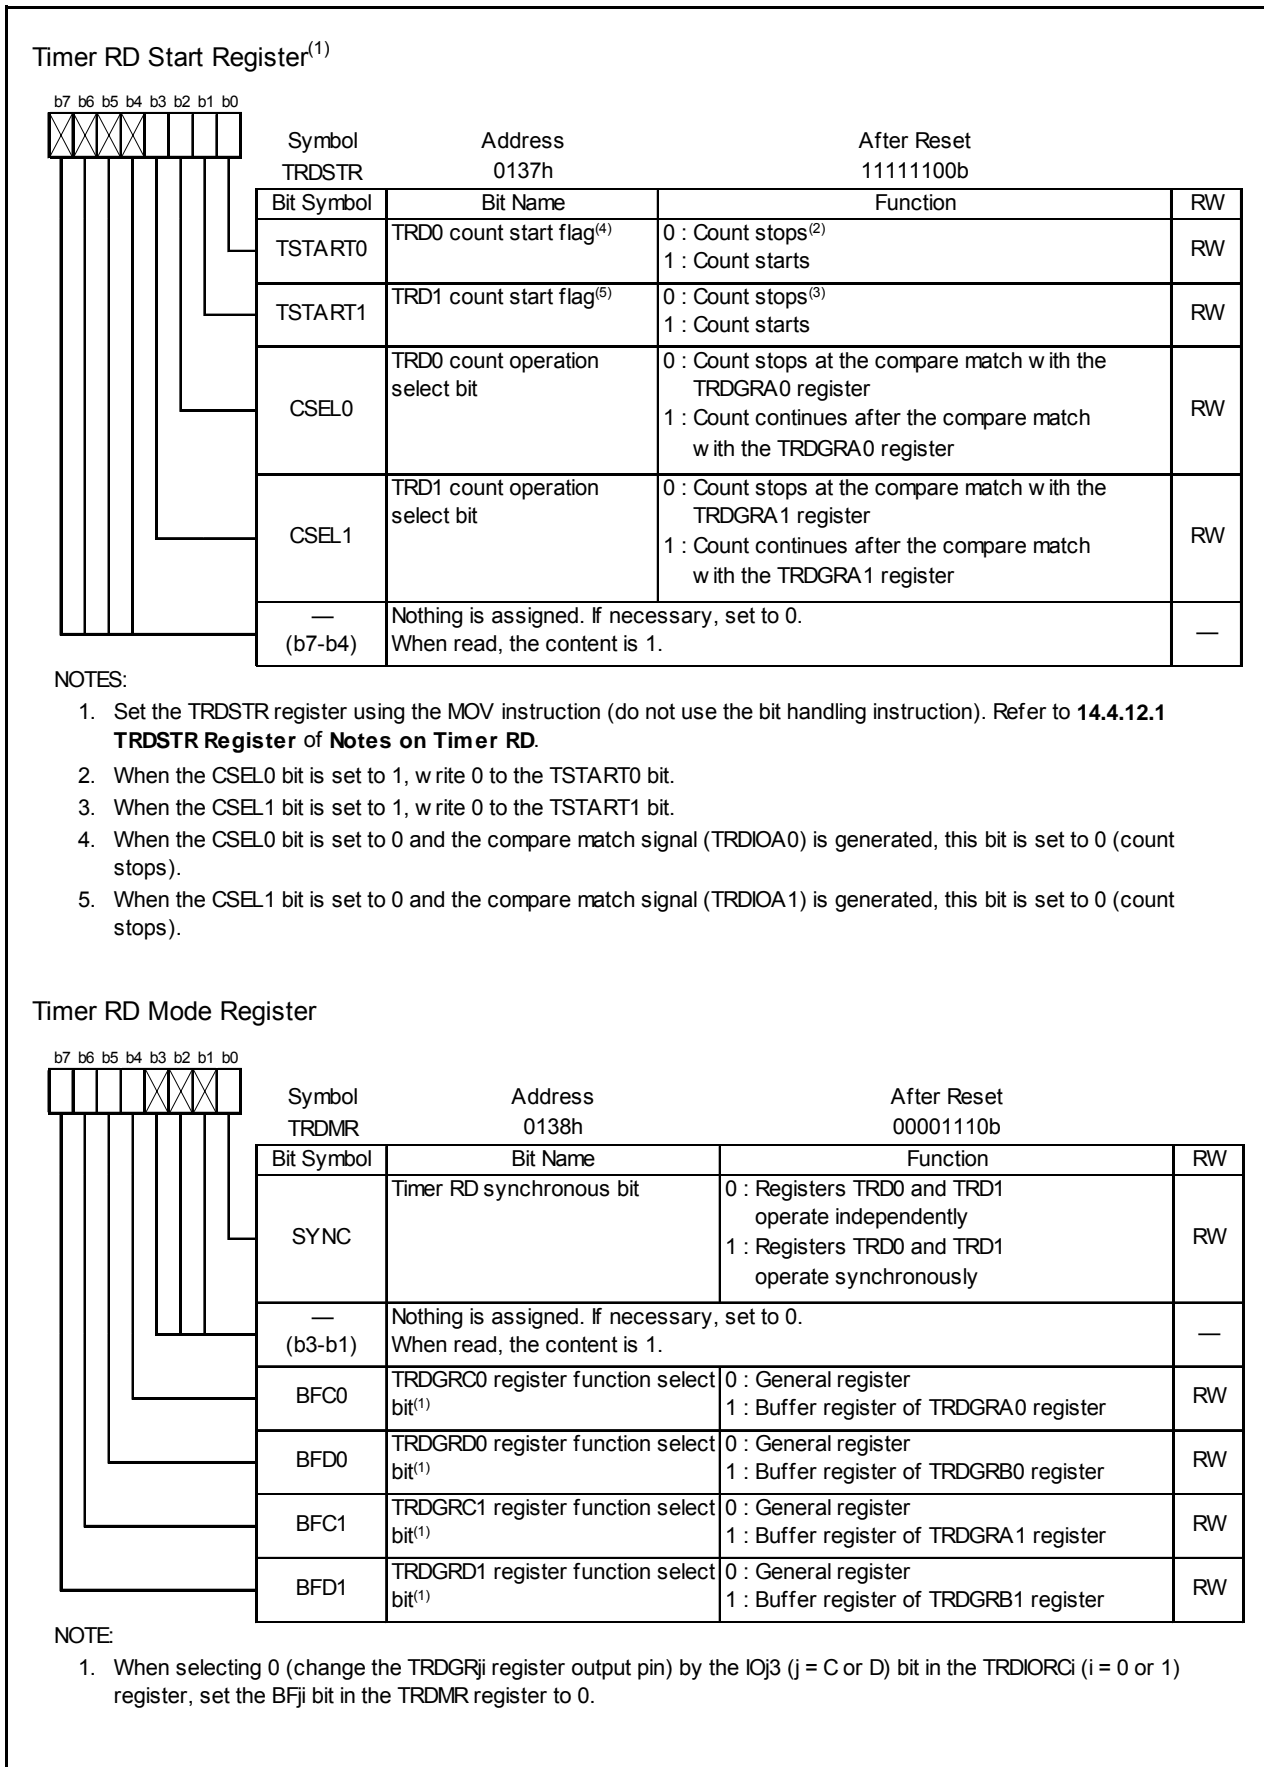 Timer RD Start Register(1)
b7 b6 b5 b4 b3 b2 b1 b0
Symbol Address After Reset
TRDSTR 0137h 11111100b
Bit Symbol Bit Name Function RW
TSTART0 TRD0 count start flag(4) 0 : Count stops(2) RW
1 : Count starts
TSTART1 TRD1 count start flag(5) 0 : Count stops(3) RW
1 : Count starts
CSEL0 TRD0 count operation 0 : Count stops at the compare match with the RW
select bit TRDGRA0 register
1 : Count continues after the compare match
with the TRDGRA0 register
CSEL1 TRD1 count operation 0 : Count stops at the compare match with the RW
select bit TRDGRA1 register
1 : Count continues after the compare match
with the TRDGRA1 register
— Nothing is assigned. If necessary, set to 0. —
(b7-b4) When read, the content is 1.
NOTES:
1. Set the TRDSTR register using the MOV instruction (do not use the bit handling instruction). Refer to 14.4.12.1
TRDSTR Register of Notes on Timer RD.
2. When the CSEL0 bit is set to 1, write 0 to the TSTART0 bit.
3. When the CSEL1 bit is set to 1, write 0 to the TSTART1 bit.
4. When the CSEL0 bit is set to 0 and the compare match signal (TRDIOA0) is generated, this bit is set to 0 (count
stops).
5. When the CSEL1 bit is set to 0 and the compare match signal (TRDIOA1) is generated, this bit is set to 0 (count
stops).
Timer RD Mode Register
b7 b6 b5 b4 b3 b2 b1 b0
Symbol Address After Reset
TRDMR 0138h 00001110b
Bit Symbol Bit Name Function RW
SYNC Timer RD synchronous bit 0 : Registers TRD0 and TRD1 RW
operate independently
1 : Registers TRD0 and TRD1
operate synchronously
— Nothing is assigned. If necessary, set to 0. —
(b3-b1) When read, the content is 1.
BFC0 TRDGRC0 register function select 0 : General register RW
bit(1) 1 : Buffer register of TRDGRA0 register
BFD0 TRDGRD0 register function select 0 : General register RW
bit(1) 1 : Buffer register of TRDGRB0 register
BFC1 TRDGRC1 register function select 0 : General register RW
bit(1) 1 : Buffer register of TRDGRA1 register
BFD1 TRDGRD1 register function select 0 : General register RW
bit(1) 1 : Buffer register of TRDGRB1 register
NOTE:
1. When selecting 0 (change the TRDGRji register output pin) by the IOj3 (j = C or D) bit in the TRDIORCi (i = 0 or 1)
register, set the BFji bit in the TRDMR register to 0.